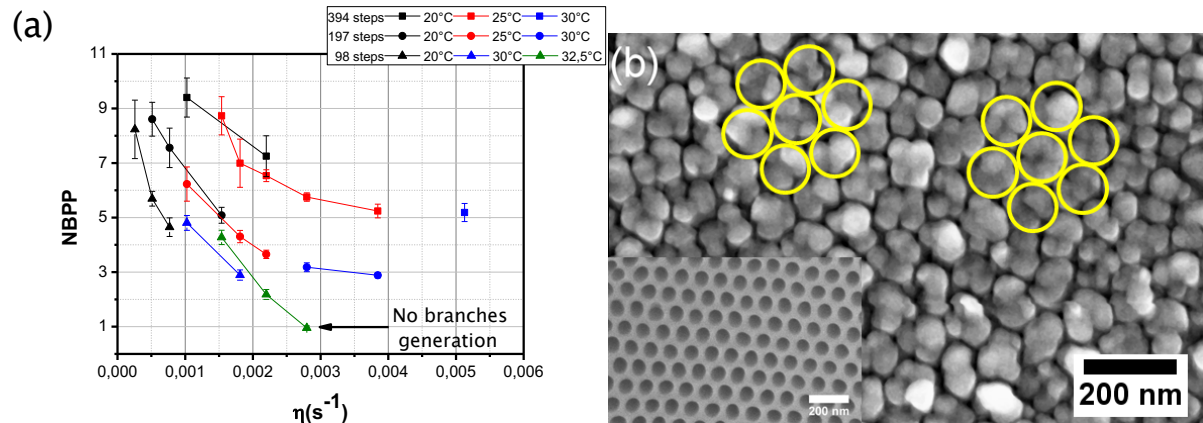 (a)
394 steps 20°C 25°C 30°C
197 steps 20°C 25°C 30°C
98 steps 20°C 30°C 32,5°C
11
9
7
5
3
1
NBPP
No branches
generation
0,000 0,001 0,002 0,003 0,004 0,005 0,006
η(s⁻¹)
(b)
200 nm
200 nm